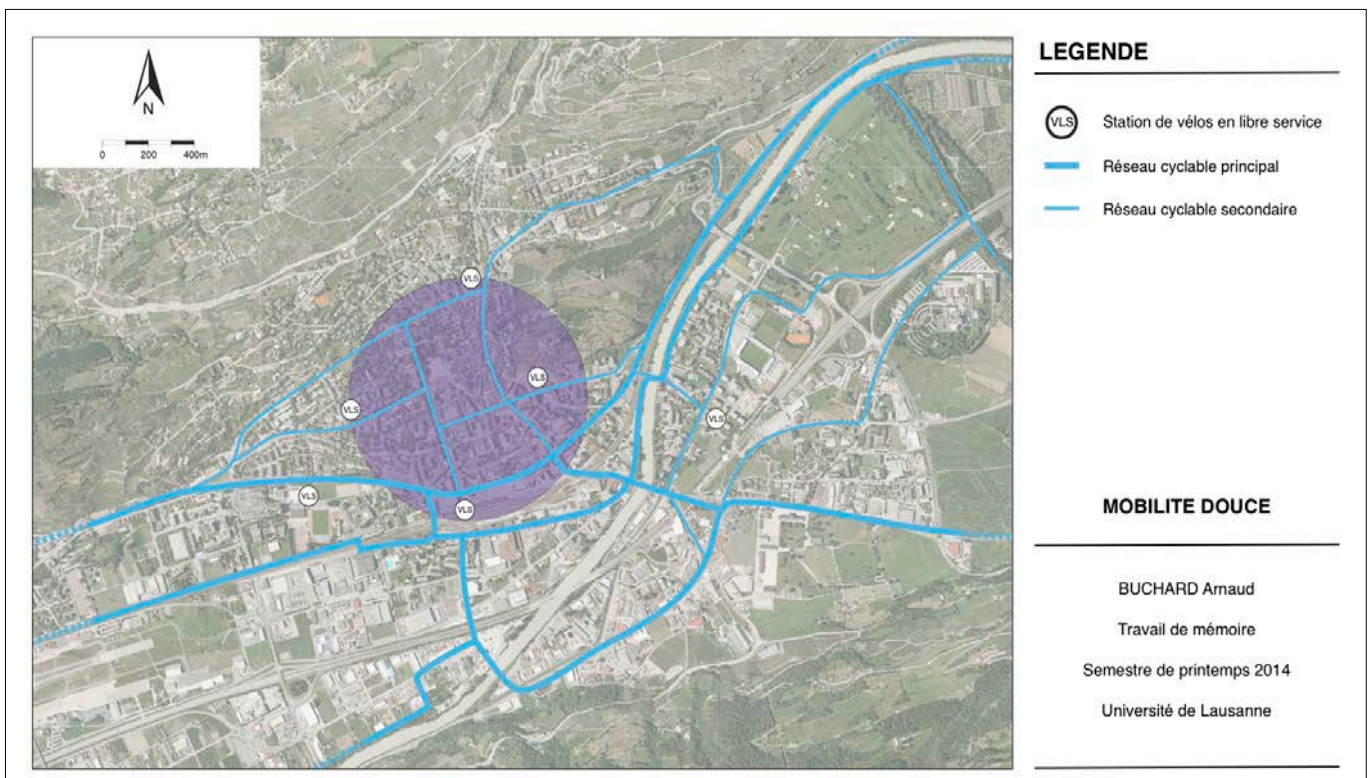 N
0 200 400m
VLS
VLS
VLS
VLS
VLS
VLS
LEGENDE
VLS Station de vélos en libre service
Réseau cyclable principal
Réseau cyclable secondaire
MOBILITE DOUCE
BUCHARD Arnaud
Travail de mémoire
Semestre de printemps 2014
Université de Lausanne